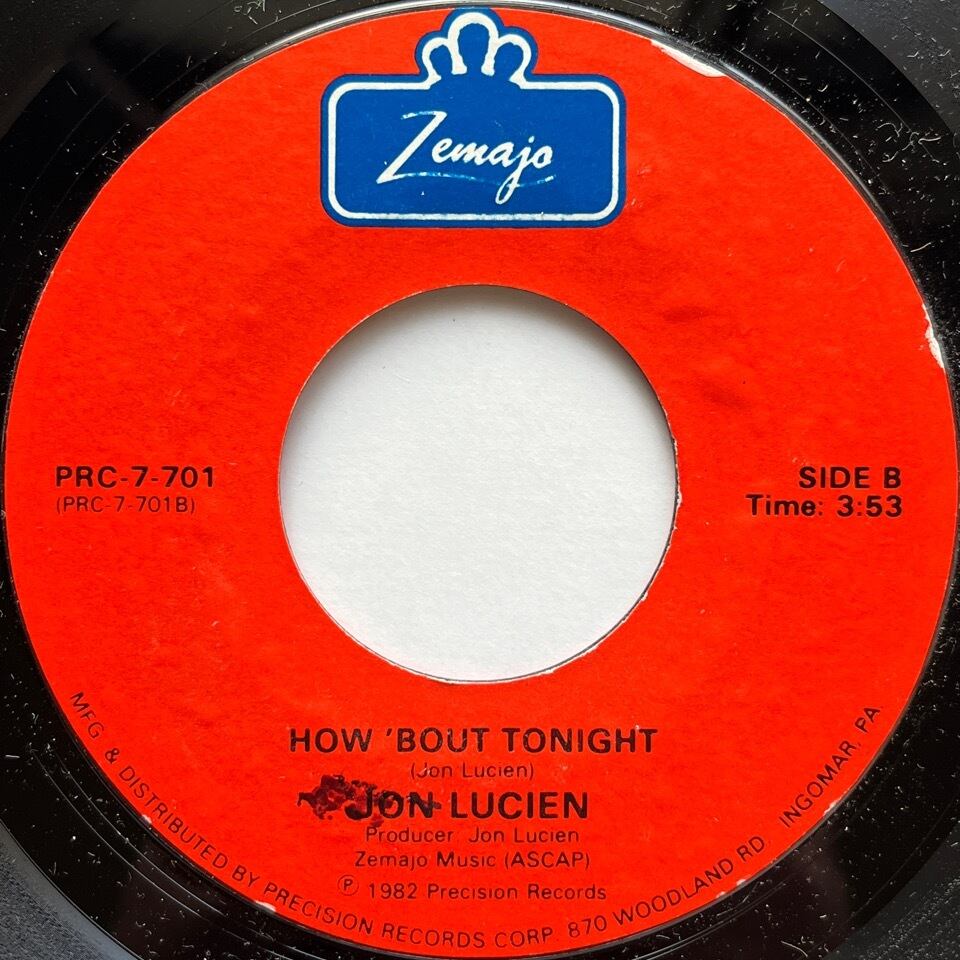 Zemajo
PRC-7-701
(PRC-7-701B)
SIDE B
Time: 3:53
HOW 'BOUT TONIGHT
(Jon Lucien)
JON LUCIEN
Producer Jon Lucien
Zemajo Music (ASCAP)
℗ 1982 Precision Records
MFG & DISTRIBUTED BY PRECISION RECORDS CORP. 870 WOODLAND RD. INGOMAR, PA